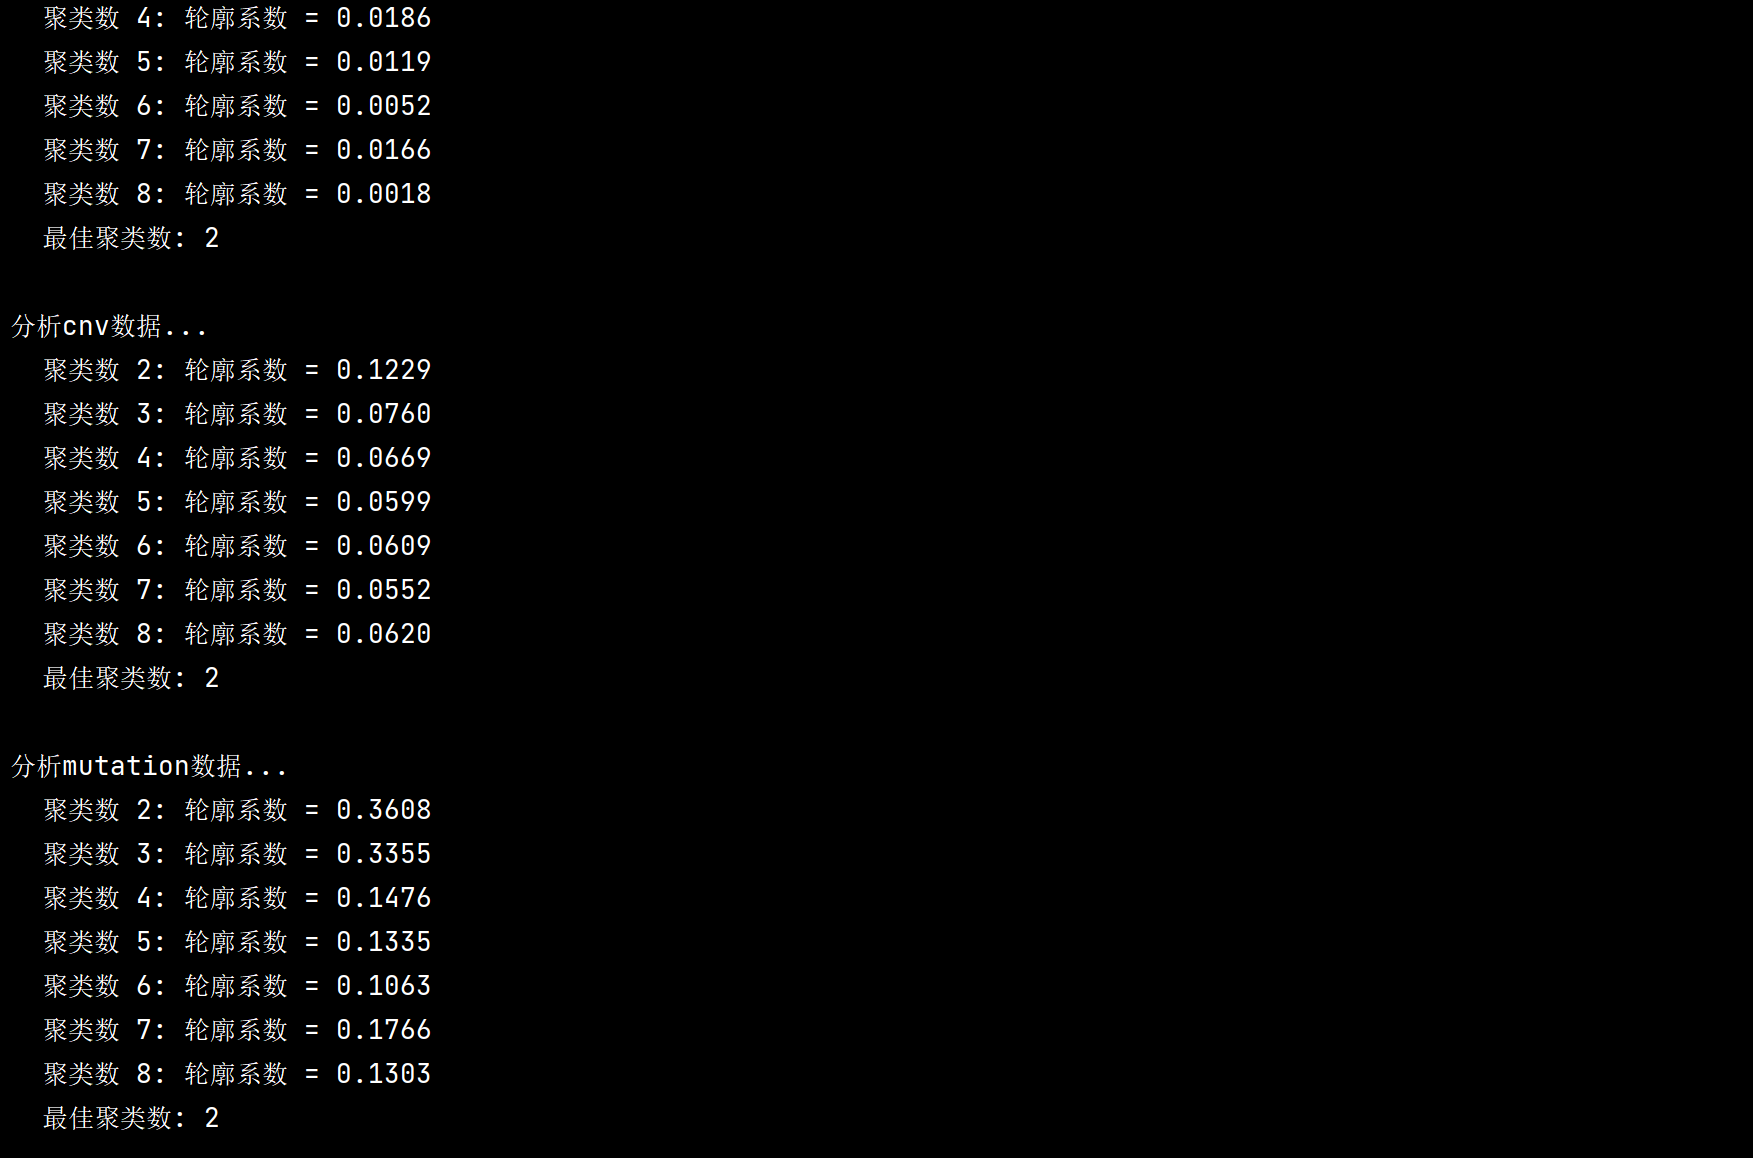 聚类数 4: 轮廓系数 = 0.0186
聚类数 5: 轮廓系数 = 0.0119
聚类数 6: 轮廓系数 = 0.0052
聚类数 7: 轮廓系数 = 0.0166
聚类数 8: 轮廓系数 = 0.0018
最佳聚类数: 2
分析cnv数据...
聚类数 2: 轮廓系数 = 0.1229
聚类数 3: 轮廓系数 = 0.0760
聚类数 4: 轮廓系数 = 0.0669
聚类数 5: 轮廓系数 = 0.0599
聚类数 6: 轮廓系数 = 0.0609
聚类数 7: 轮廓系数 = 0.0552
聚类数 8: 轮廓系数 = 0.0620
最佳聚类数: 2
分析mutation数据...
聚类数 2: 轮廓系数 = 0.3608
聚类数 3: 轮廓系数 = 0.3355
聚类数 4: 轮廓系数 = 0.1476
聚类数 5: 轮廓系数 = 0.1335
聚类数 6: 轮廓系数 = 0.1063
聚类数 7: 轮廓系数 = 0.1766
聚类数 8: 轮廓系数 = 0.1303
最佳聚类数: 2